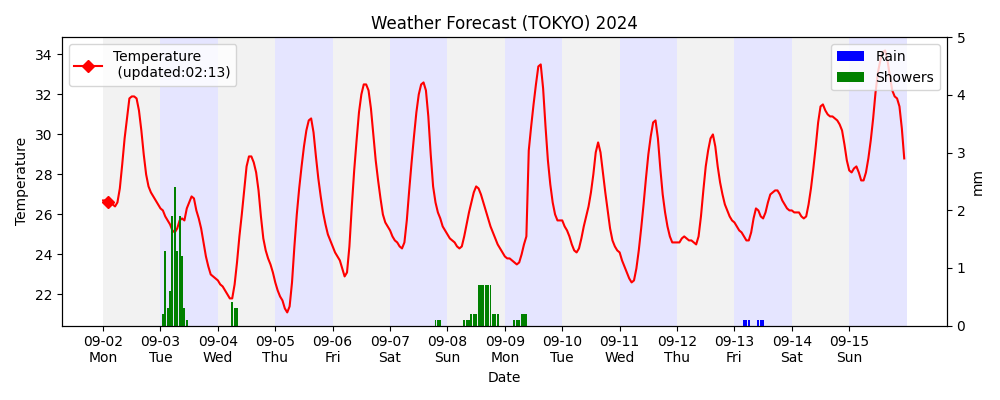 Weather Forecast (TOKYO) 2024
Temperature
(updated:02:13)
Rain
Showers
Temperature
34
32
30
28
26
24
22
5
4
3
2
1
0
mm
09-02 09-03 09-04 09-05 09-06 09-07 09-08 09-09 09-10 09-11 09-12 09-13 09-14 09-15
Mon Tue Wed Thu Fri Sat Sun Mon Tue Wed Thu Fri Sat Sun
Date